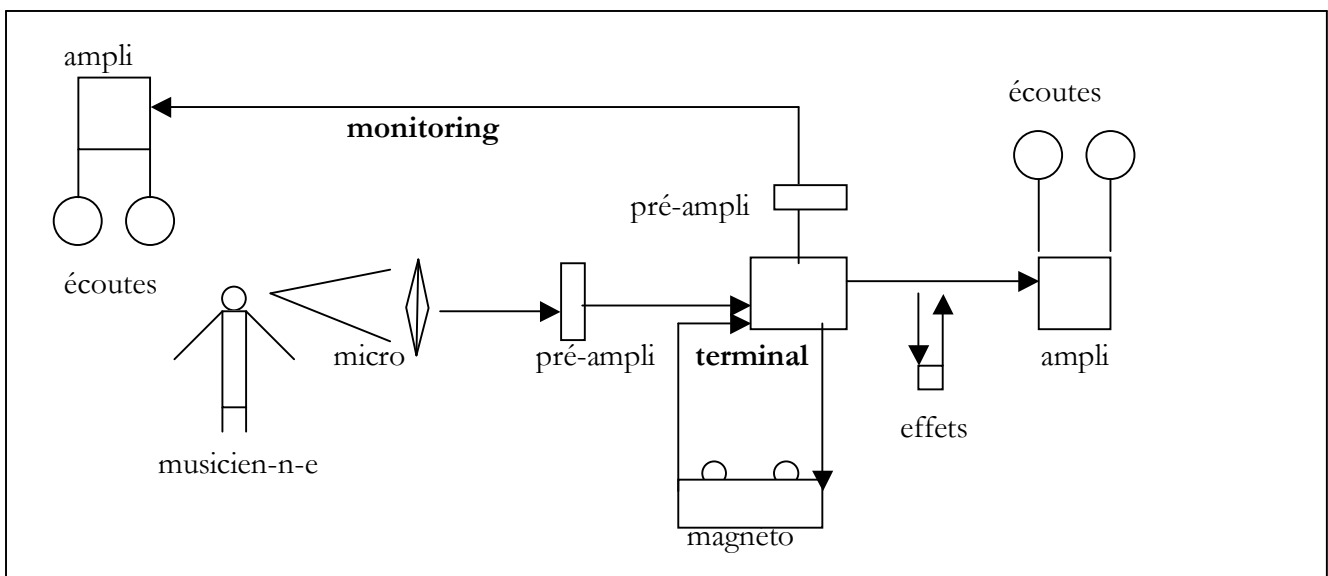 ampli
écoutes
monitoring
pré-ampli
écoutes
micro
pré-ampli
terminal
ampli
effets
musicien-n-e
magneto